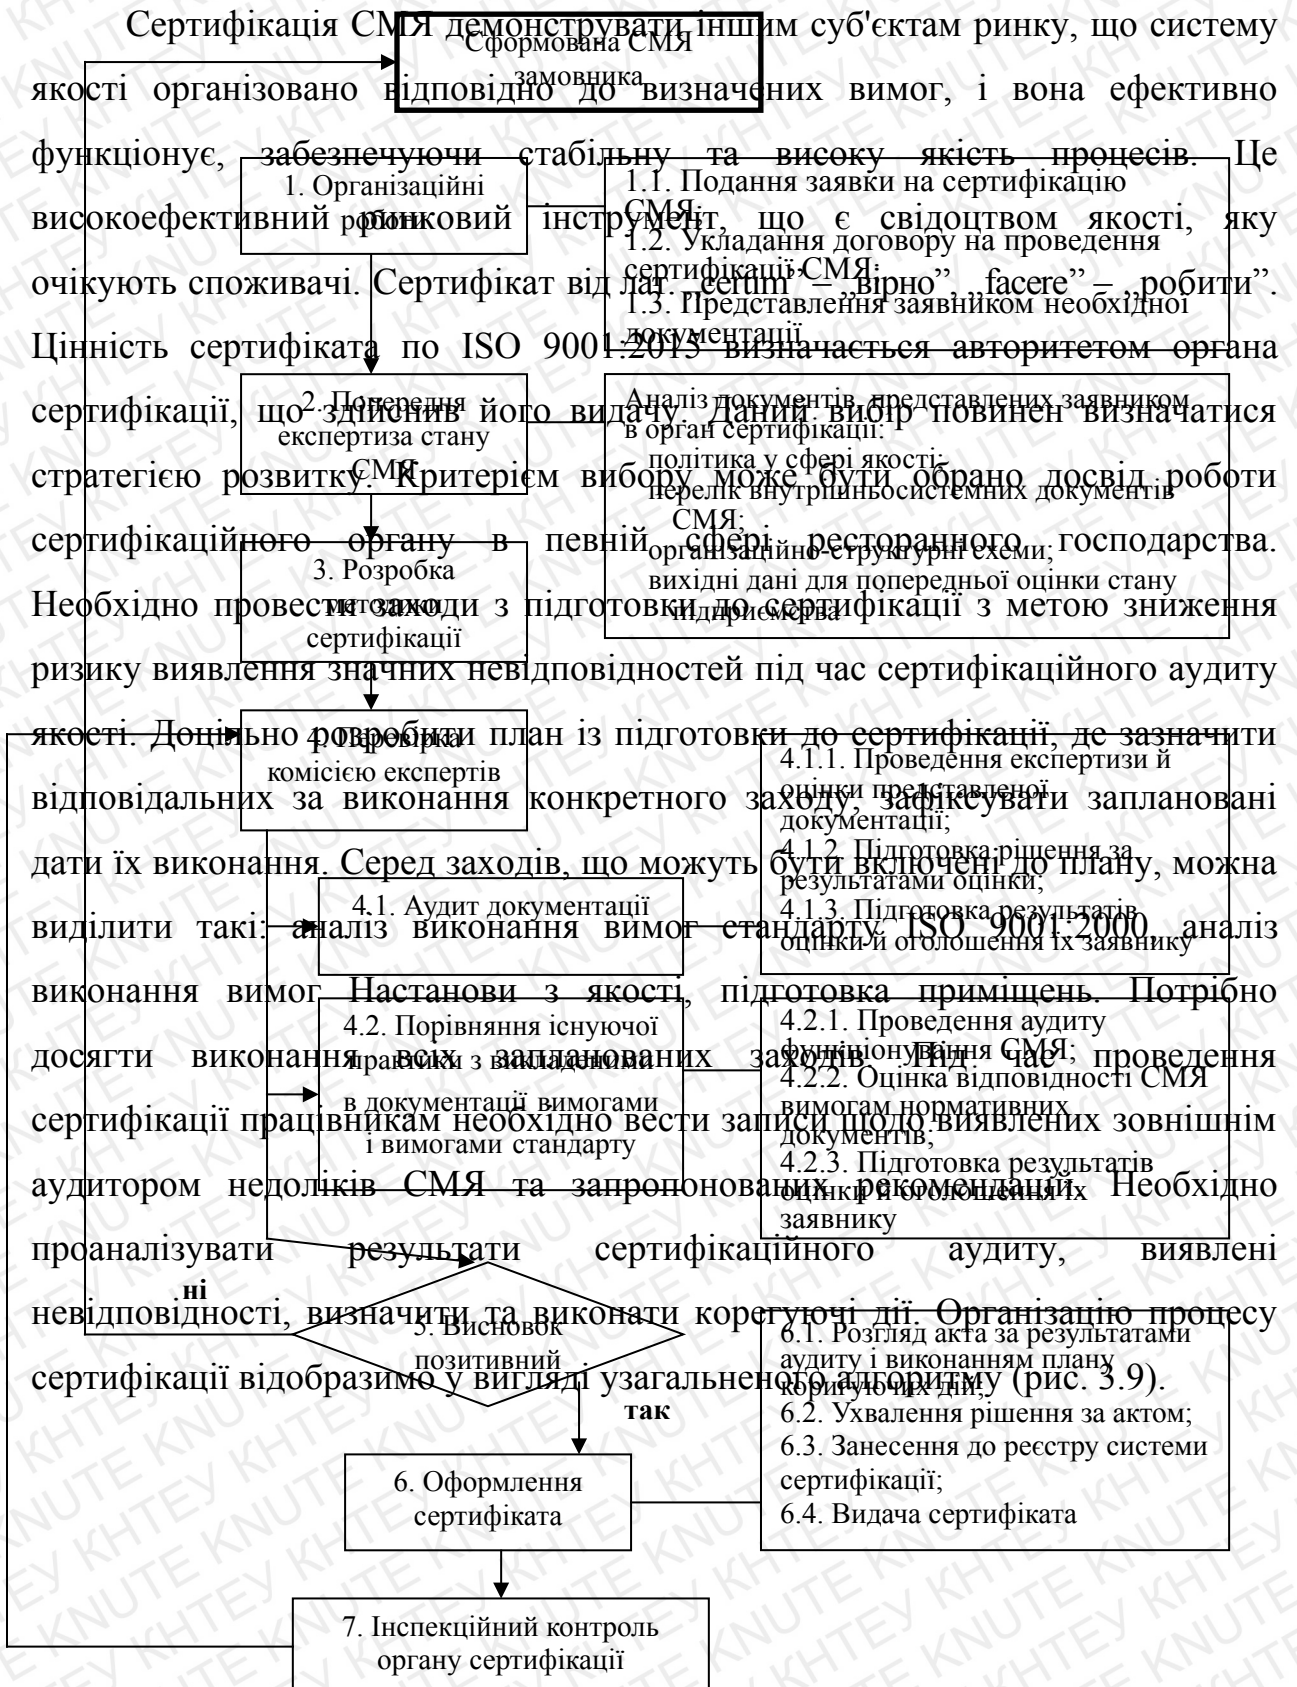 Сертифікація СМЯ демонструвати іншим суб'єктам ринку, що систему
якості організовано відповідно до визначених вимог, і вона ефективно
функціонує, забезпечуючи стабільну та високу якість процесів. Це
високоефективний ринковий інструмент, що є свідоцтвом якості, яку
очікують споживачі. Сертифікат від лат. „certim” – „вірно”, „facere” – „робити”.
Цінність сертифіката по ISO 9001:2015 визначається авторитетом органа
сертифікації, що здійснив його видачу. Даний вибір повинен визначатися
стратегією розвитку. Критерієм вибору може бути обрано досвід роботи
сертифікаційного органу в певній сфері ресторанного господарства.
Необхідно провести заходи з підготовки до сертифікації з метою зниження
ризику виявлення значних невідповідностей під час сертифікаційного аудиту
якості. Доцільно розробити план із підготовки до сертифікації, де зазначити
відповідальних за виконання конкретного заходу, зафіксувати заплановані
дати їх виконання. Серед заходів, що можуть бути включені до плану, можна
виділити такі: аналіз виконання вимог стандарту ISO 9001:2000, аналіз
виконання вимог Настанови з якості, підготовка приміщень. Потрібно
досягти виконання всіх запланованих заходів. Під час проведення
сертифікації працівникам необхідно вести записи щодо виявлених зовнішнім
аудитором недоліків СМЯ та запропонованих рекомендацій. Необхідно
проаналізувати результати сертифікаційного аудиту, виявлені
невідповідності, визначити та виконати корегуючі дії. Організацію процесу
сертифікації відобразимо у вигляді узагальненого алгоритму (рис. 3.9).
Сформована СМЯ
замовника
1. Організаційні
роботи
1.1. Подання заявки на сертифікацію
СМЯ;
1.2. Укладання договору на проведення
сертифікації СМЯ;
1.3. Представлення заявником необхідної
документації
2. Попередня
експертиза стану
СМЯ
Аналіз документів, представлених заявником
в орган сертифікації:
політика у сфері якості;
перелік внутрішньосистемних документів
СМЯ;
організаційно-структурні схеми;
вихідні дані для попередньої оцінки стану
підприємства
3. Розробка
методики
сертифікації
4. Перевірка
комісією експертів
4.1. Аудит документації
4.1.1. Проведення експертизи й
оцінки представленої
документації;
4.1.2. Підготовка рішення за
результатами оцінки;
4.1.3. Підготовка результатів
оцінки й оголошення їх заявнику
4.2. Порівняння існуючої
практики з викладеними
в документації вимогами
і вимогами стандарту
4.2.1. Проведення аудиту
функціонування СМЯ;
4.2.2. Оцінка відповідності СМЯ
вимогам нормативних
документів;
4.2.3. Підготовка результатів
оцінки й оголошення їх
заявнику
ні
5. Висновок
позитивний
так
6. Оформлення
сертифіката
6.1. Розгляд акта за результатами
аудиту і виконанням плану
коригуючих дій;
6.2. Ухвалення рішення за актом;
6.3. Занесення до реєстру системи
сертифікації;
6.4. Видача сертифіката
7. Інспекційний контроль
органу сертифікації